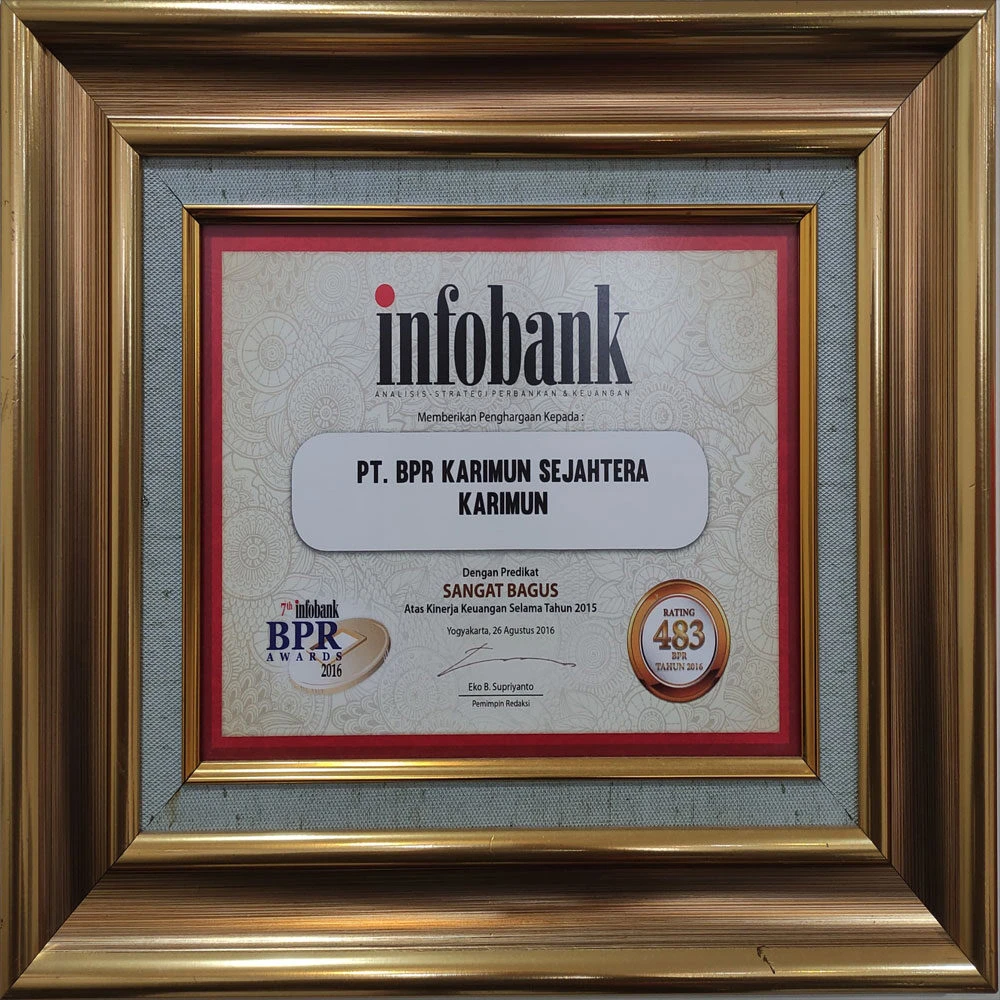 infobank
ANALISIS-STRATEGI PERBANKAN & KEUANGAN
Memberikan Penghargaan Kepada :
PT. BPR KARIMUN SEJAHTERA
KARIMUN
Dengan Predikat
SANGAT BAGUS
Atas Kinerja Keuangan Selama Tahun 2015
Yogyakarta, 26 Agustus 2016
Eko B. Supriyanto
Pemimpin Redaksi
7th infobank
BPR
AWARDS
2016
RATING
483
BPR
TAHUN 2016